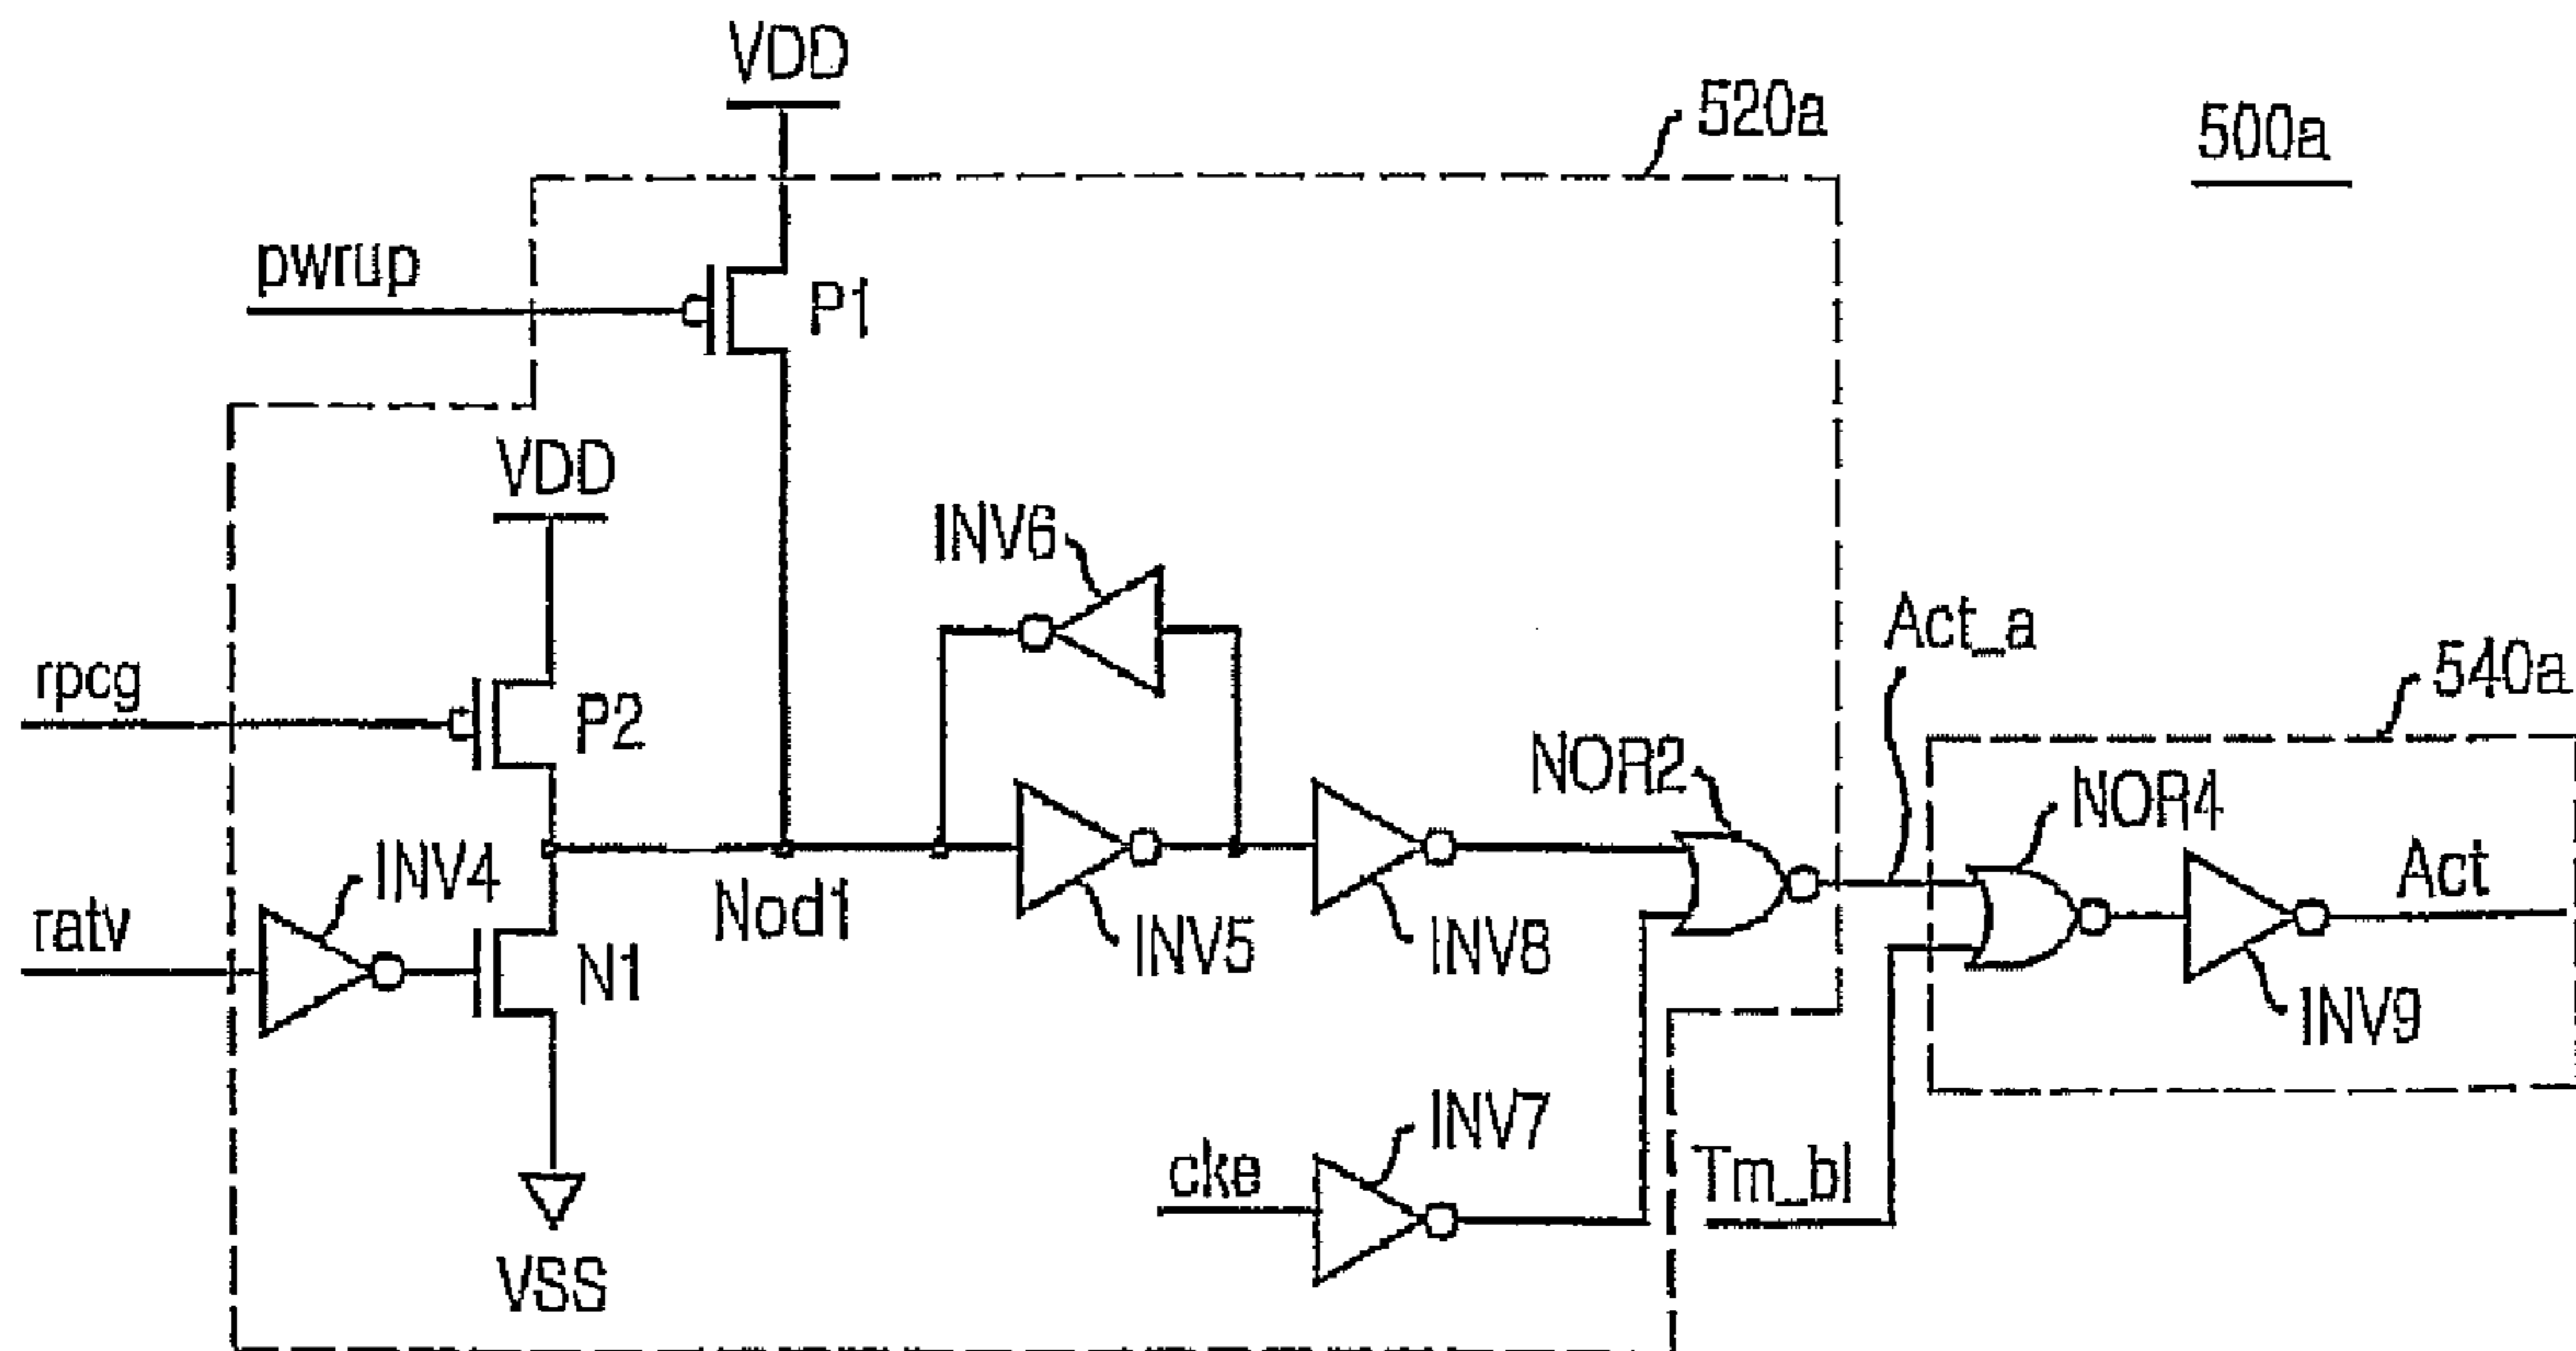 VDD
520a
500a
pwrup
P1
VDD
INV6
rpcg
P2
Act_a
540a
NOR2
NOR4
INV4
ratv
Nod1
N1
INV5
INV8
Act
INV9
cke
INV7
Tm_bl
VSS